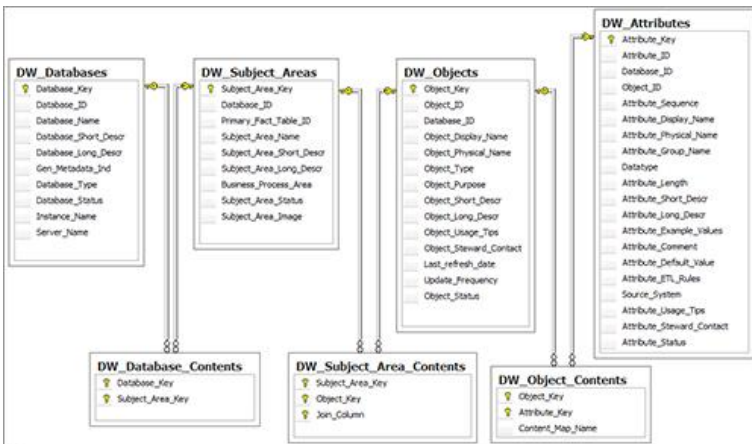 DW_Databases
Database_Key
Database_ID
Database_Name
Database_Short_Descr
Database_Long_Descr
Gen_Metadata_Ind
Database_Type
Database_Status
Instance_Name
Server_Name
DW_Subject_Areas
Subject_Area_Key
Database_ID
Primary_Fact_Table_ID
Subject_Area_Name
Subject_Area_Short_Descr
Subject_Area_Long_Descr
Business_Process_Area
Subject_Area_Status
Subject_Area_Image
DW_Objects
Object_Key
Object_ID
Database_ID
Object_Display_Name
Object_Physical_Name
Object_Type
Object_Purpose
Object_Short_Descr
Object_Long_Descr
Object_Usage_Tips
Object_Steward_Contact
Last_refresh_date
Update_Frequency
Object_Status
DW_Attributes
Attribute_Key
Attribute_ID
Database_ID
Object_ID
Attribute_Sequence
Attribute_Display_Name
Attribute_Physical_Name
Attribute_Group_Name
Datatype
Attribute_Length
Attribute_Short_Descr
Attribute_Long_Descr
Attribute_Example_Values
Attribute_Comment
Attribute_Default_Value
Attribute_ETL_Rules
Source_System
Attribute_Usage_Tips
Attribute_Steward_Contact
Attribute_Status
DW_Database_Contents
Database_Key
Subject_Area_Key
DW_Subject_Area_Contents
Subject_Area_Key
Object_Key
Join_Column
DW_Object_Contents
Object_Key
Attribute_Key
Content_Map_Name